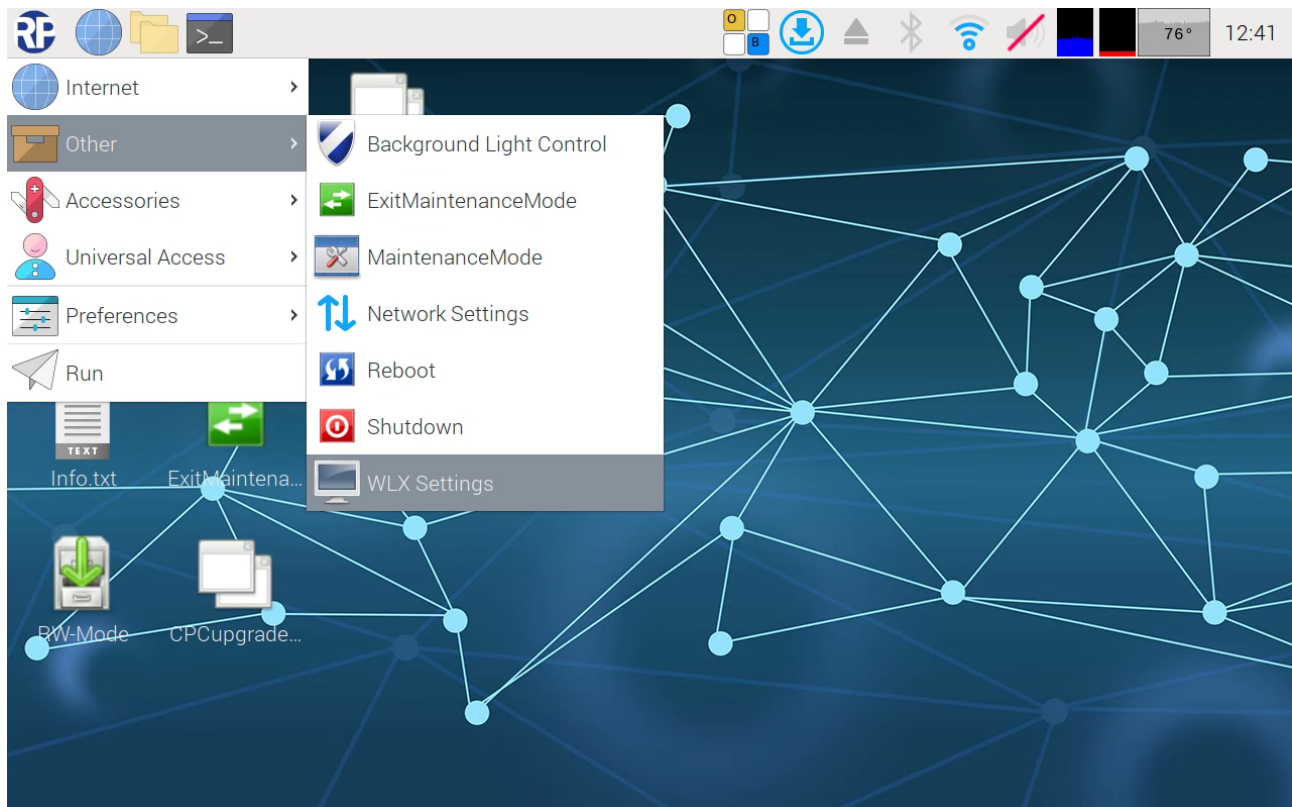 RP
>_
O
B
76°
12:41
Internet
Other
Accessories
Universal Access
Preferences
Run
Background Light Control
ExitMaintenanceMode
MaintenanceMode
Network Settings
Reboot
Shutdown
WLX Settings
TEXT
Info.txt
ExitMaintena...
RW-Mode
CPCupgrade...